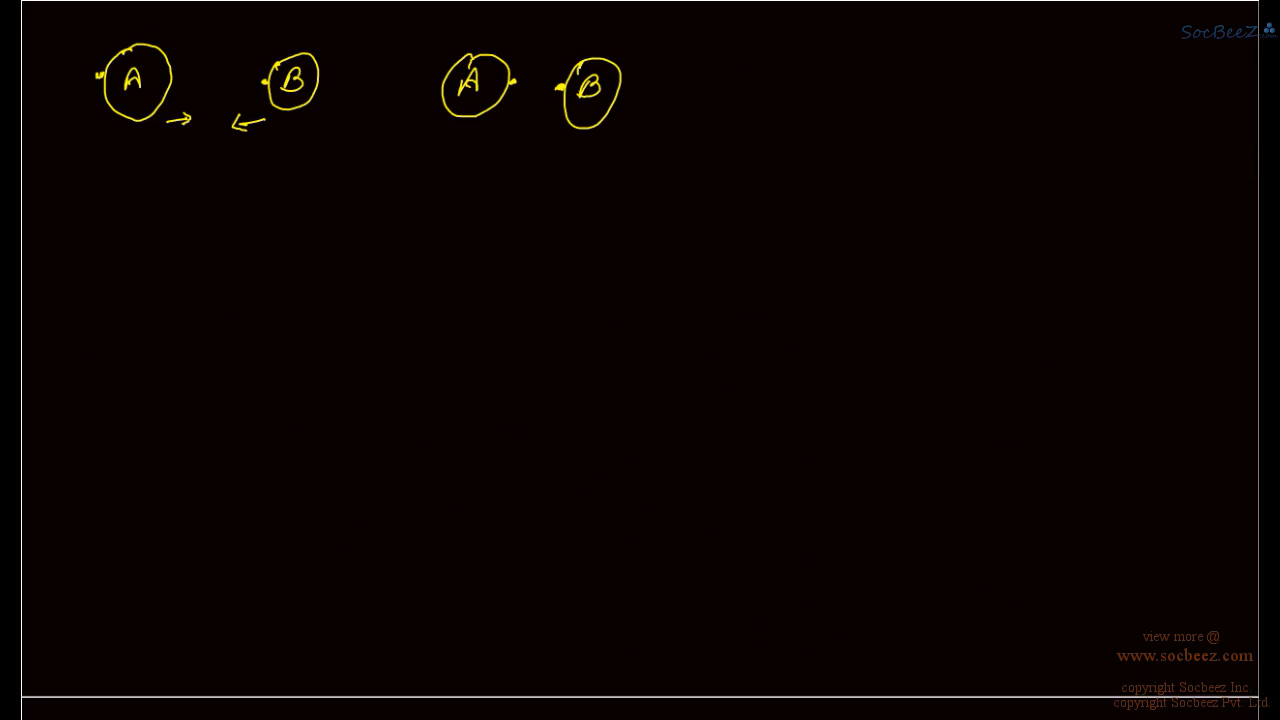 SocBeeZ
A B A B
view more @
www.socbeez.com
copyright Socbeez Inc.
copyright Socbeez Pvt. Ltd.